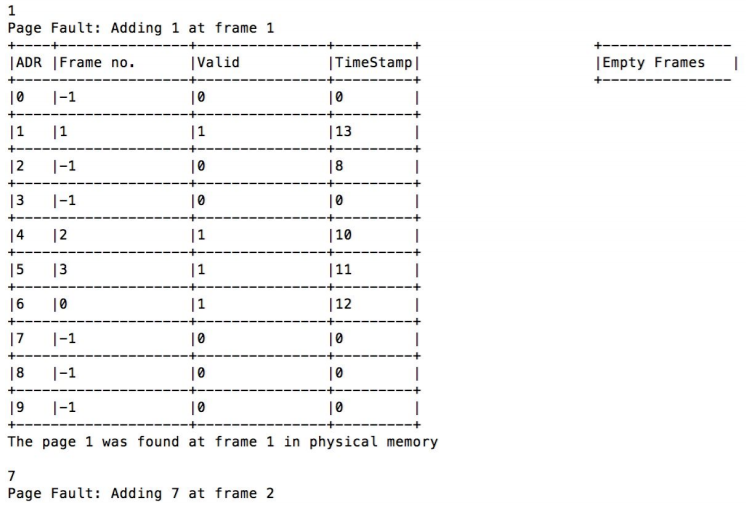 1
Page Fault: Adding 1 at frame 1
+----+---------------+---------------+---------+ +---------------
|ADR |Frame no. |Valid |TimeStamp| |Empty Frames |
+--------------------+---------------+---------+ +---------------
|0 |-1 |0 |0 |
+--------------------+---------------+---------+
|1 |1 |1 |13 |
+--------------------+---------------+---------+
|2 |-1 |0 |8 |
+--------------------+---------------+---------+
|3 |-1 |0 |0 |
+--------------------+---------------+---------+
|4 |2 |1 |10 |
+--------------------+---------------+---------+
|5 |3 |1 |11 |
+--------------------+---------------+---------+
|6 |0 |1 |12 |
+--------------------+---------------+---------+
|7 |-1 |0 |0 |
+--------------------+---------------+---------+
|8 |-1 |0 |0 |
+--------------------+---------------+---------+
|9 |-1 |0 |0 |
+--------------------+---------------+---------+
The page 1 was found at frame 1 in physical memory
7
Page Fault: Adding 7 at frame 2